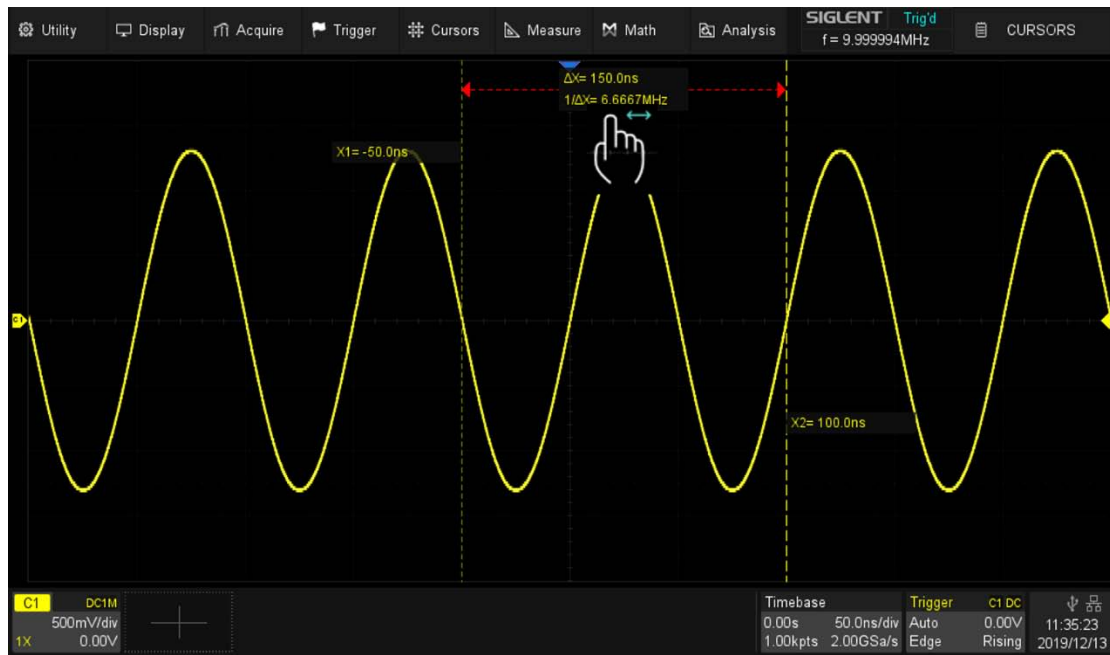 Utility Display Acquire Trigger Cursors Measure Math Analysis SIGLENT Trig'd CURSORS
f = 9.999994MHz
ΔX= 150.0ns
1/ΔX= 6.6667MHz
X1= -50.0ns
C1
X2= 100.0ns
C1 DC1M
500mV/div
1X 0.00V
Timebase
0.00s 50.0ns/div
1.00kpts 2.00GSa/s
Trigger C1 DC
Auto 0.00V
Edge Rising
11:35:23
2019/12/13